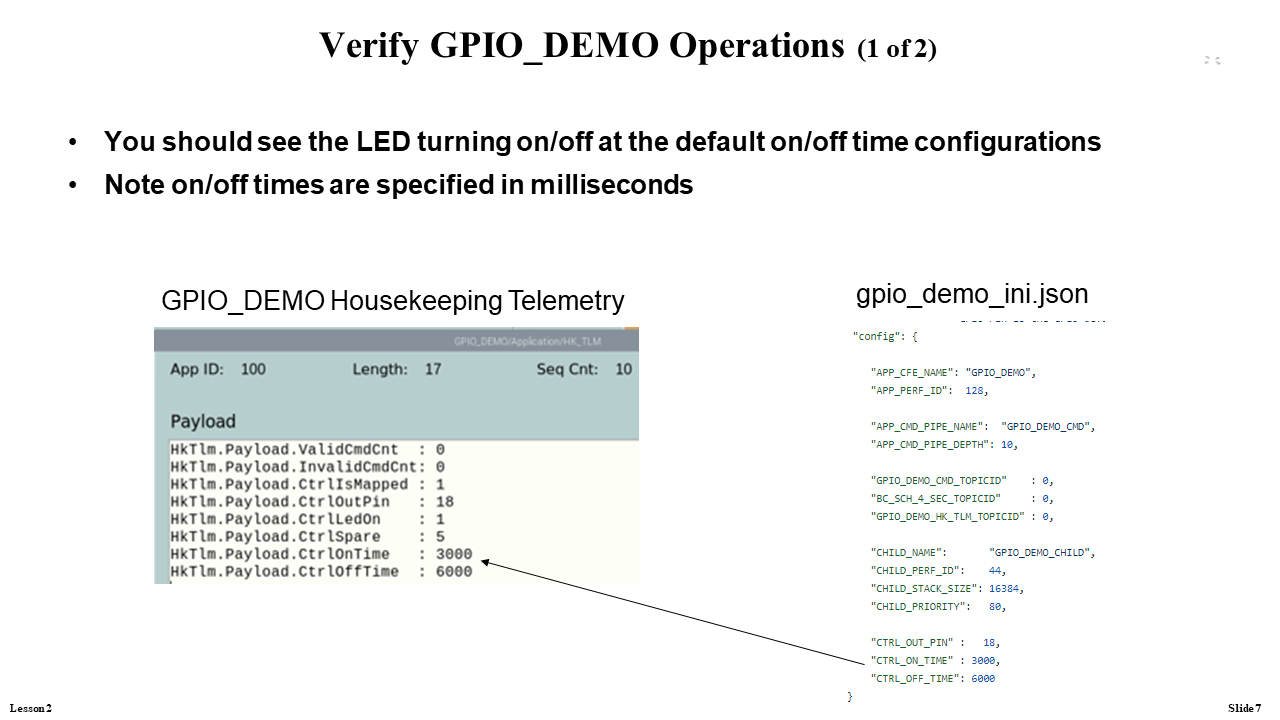 Verify GPIO_DEMO Operations (1 of 2)
• You should see the LED turning on/off at the default on/off time configurations
• Note on/off times are specified in milliseconds
GPIO_DEMO Housekeeping Telemetry
GPIO_DEMO/Application/HK_TLM
App ID: 100 Length: 17 Seq Cnt: 10
Payload
HkTlm.Payload.ValidCmdCnt : 0
HkTlm.Payload.InvalidCmdCnt: 0
HkTlm.Payload.CtrlIsMapped : 1
HkTlm.Payload.CtrlOutPin : 18
HkTlm.Payload.CtrlLedOn : 1
HkTlm.Payload.CtrlSpare : 5
HkTlm.Payload.CtrlOnTime : 3000
HkTlm.Payload.CtrlOffTime : 6000
gpio_demo_ini.json
"config": {
"APP_CFE_NAME": "GPIO_DEMO",
"APP_PERF_ID": 128,
"APP_CMD_PIPE_NAME": "GPIO_DEMO_CMD",
"APP_CMD_PIPE_DEPTH": 10,
"GPIO_DEMO_CMD_TOPICID" : 0,
"BC_SCH_4_SEC_TOPICID" : 0,
"GPIO_DEMO_HK_TLM_TOPICID" : 0,
"CHILD_NAME": "GPIO_DEMO_CHILD",
"CHILD_PERF_ID": 44,
"CHILD_STACK_SIZE": 16384,
"CHILD_PRIORITY": 80,
"CTRL_OUT_PIN" : 18,
"CTRL_ON_TIME" : 3000,
"CTRL_OFF_TIME": 6000
}
Lesson 2
Slide 7